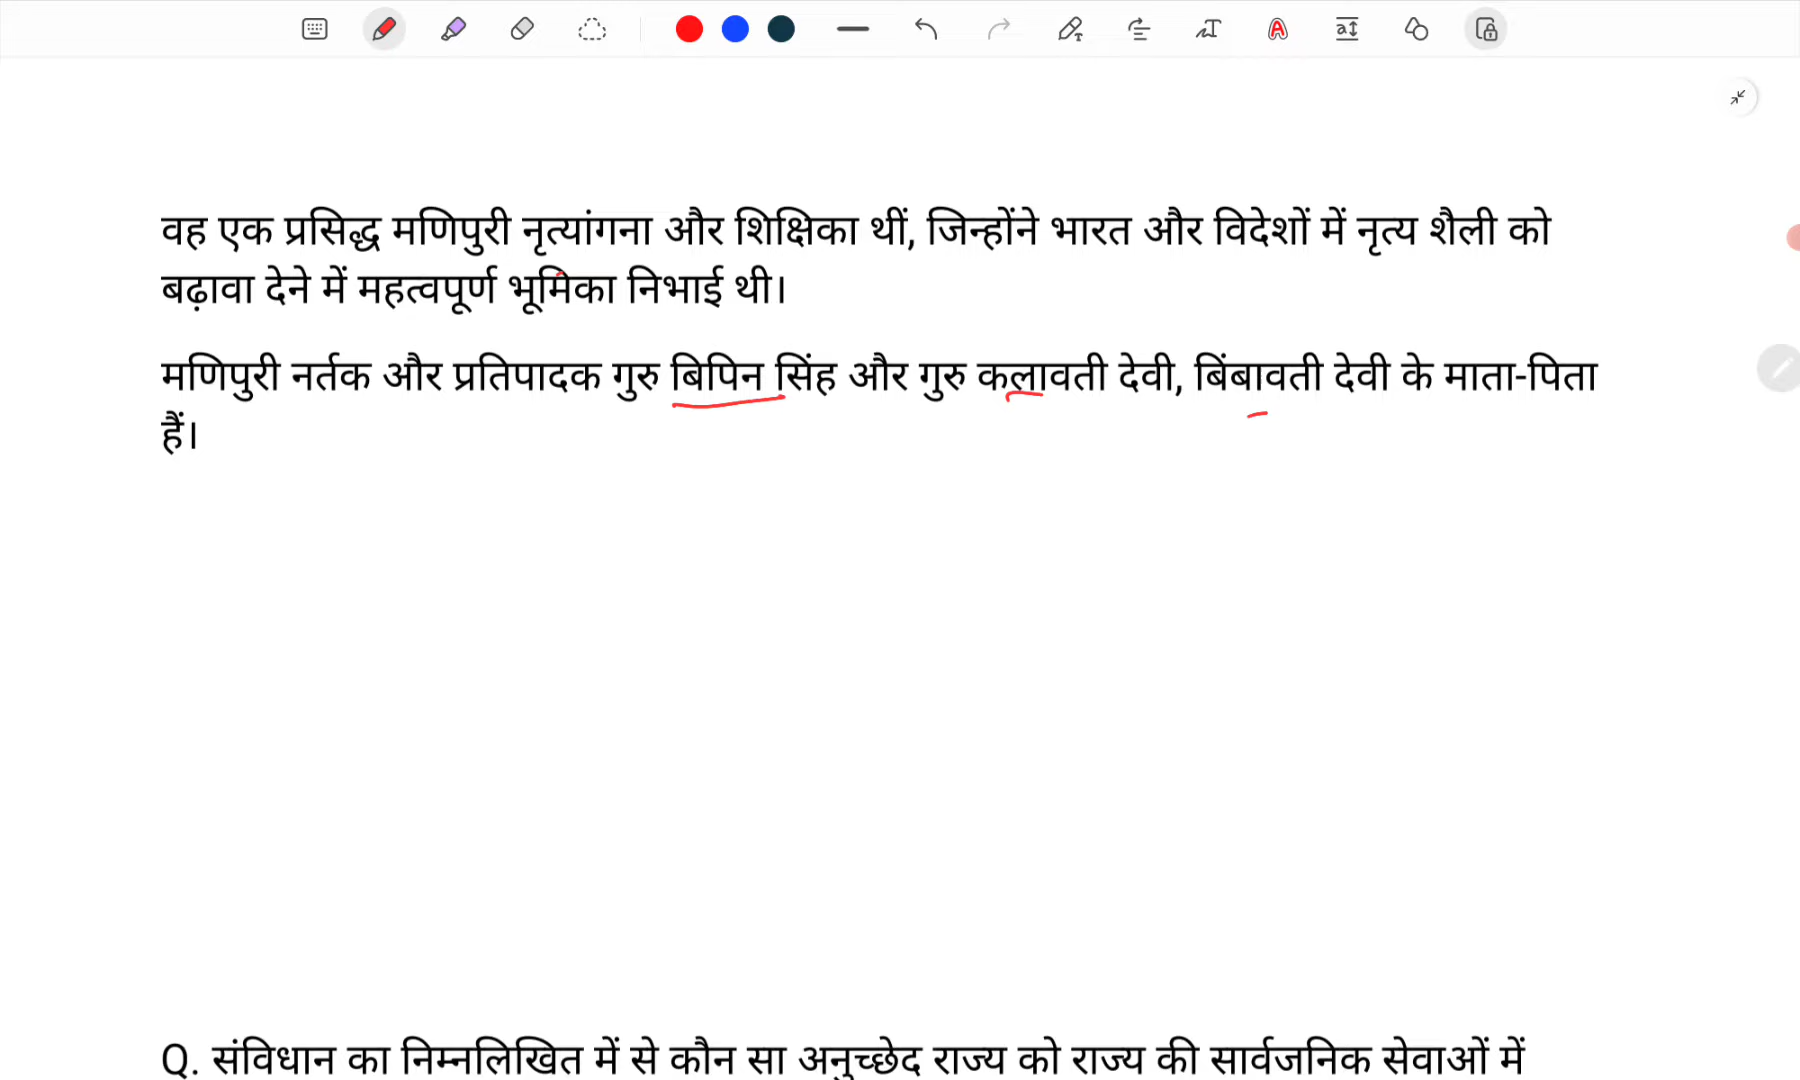 वह एक प्रसिद्ध मणिपुरी नृत्यांगना और शिक्षिका थीं, जिन्होंने भारत और विदेशों में नृत्य शैली को
बढ़ावा देने में महत्वपूर्ण भूमिका निभाई थी।
मणिपुरी नर्तक और प्रतिपादक गुरु बिपिन सिंह और गुरु कलावती देवी, बिंबावती देवी के माता-पिता
हैं।
Q. संविधान का निम्नलिखित में से कौन सा अनुच्छेद राज्य को राज्य की सार्वजनिक सेवाओं में